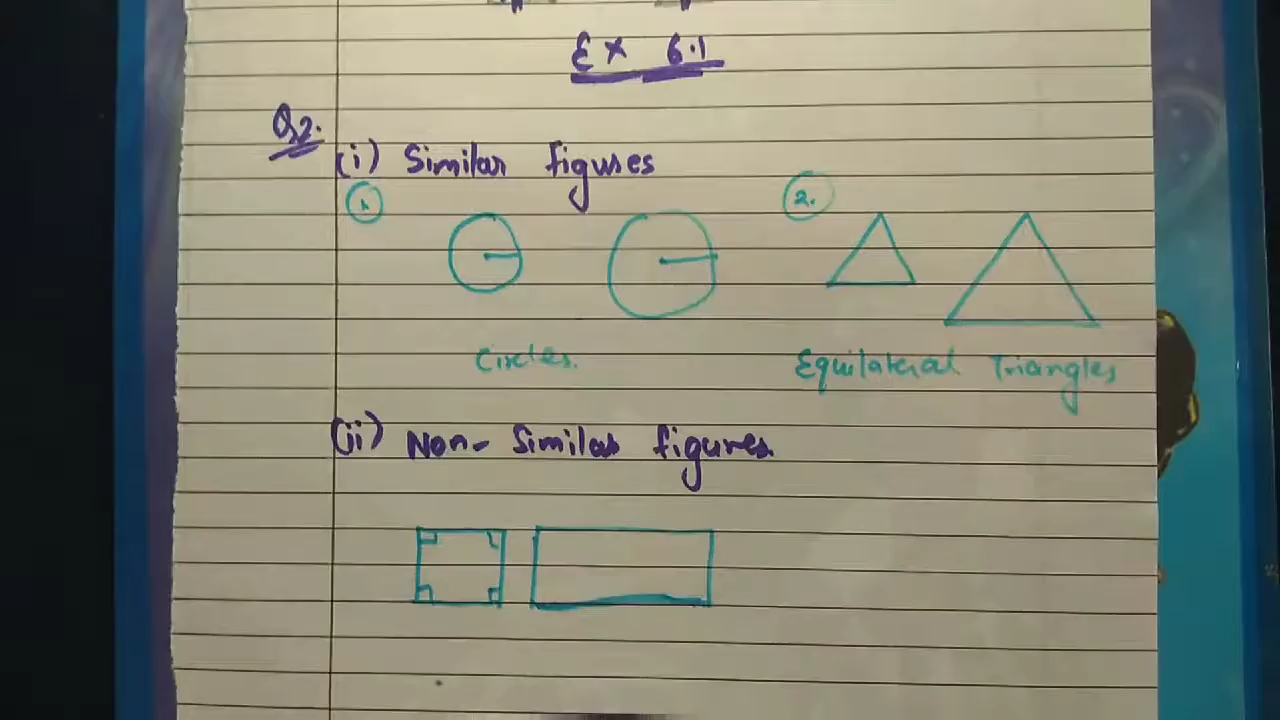 Ex 6.1
Q2.
(i) Similar figures
1. 2.
Circles. Equilateral Triangles
(ii) Non- Similar figures